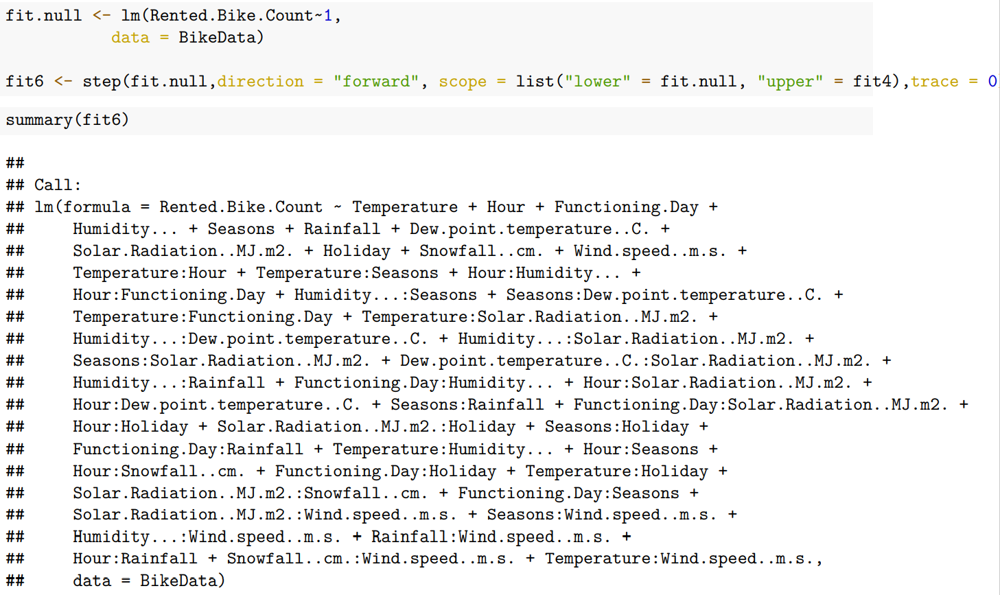 fit.null <- lm(Rented.Bike.Count~1,
data = BikeData)
fit6 <- step(fit.null,direction = "forward", scope = list("lower" = fit.null, "upper" = fit4),trace = 0
summary(fit6)
##
## Call:
## lm(formula = Rented.Bike.Count ~ Temperature + Hour + Functioning.Day +
##     Humidity... + Seasons + Rainfall + Dew.point.temperature..C. +
##     Solar.Radiation..MJ.m2. + Holiday + Snowfall..cm. + Wind.speed..m.s. +
##     Temperature:Hour + Temperature:Seasons + Hour:Humidity... +
##     Hour:Functioning.Day + Humidity...:Seasons + Seasons:Dew.point.temperature..C. +
##     Temperature:Functioning.Day + Temperature:Solar.Radiation..MJ.m2. +
##     Humidity...:Dew.point.temperature..C. + Humidity...:Solar.Radiation..MJ.m2. +
##     Seasons:Solar.Radiation..MJ.m2. + Dew.point.temperature..C.:Solar.Radiation..MJ.m2. +
##     Humidity...:Rainfall + Functioning.Day:Humidity... + Hour:Solar.Radiation..MJ.m2. +
##     Hour:Dew.point.temperature..C. + Seasons:Rainfall + Functioning.Day:Solar.Radiation..MJ.m2. +
##     Hour:Holiday + Solar.Radiation..MJ.m2.:Holiday + Seasons:Holiday +
##     Functioning.Day:Rainfall + Temperature:Humidity... + Hour:Seasons +
##     Hour:Snowfall..cm. + Functioning.Day:Holiday + Temperature:Holiday +
##     Solar.Radiation..MJ.m2.:Snowfall..cm. + Functioning.Day:Seasons +
##     Solar.Radiation..MJ.m2.:Wind.speed..m.s. + Seasons:Wind.speed..m.s. +
##     Humidity...:Wind.speed..m.s. + Rainfall:Wind.speed..m.s. +
##     Hour:Rainfall + Snowfall..cm.:Wind.speed..m.s. + Temperature:Wind.speed..m.s.,
##     data = BikeData)